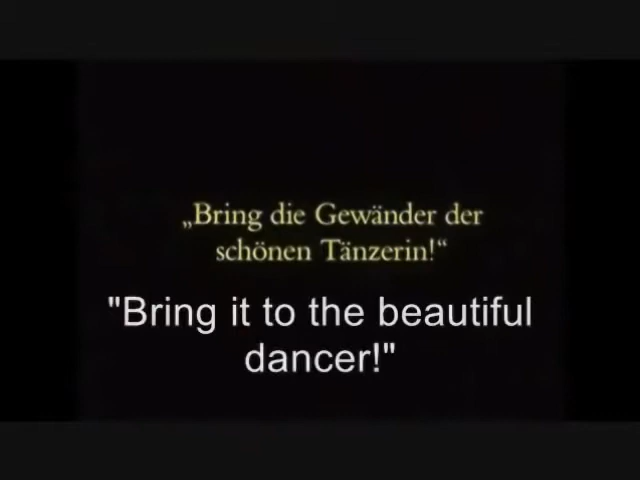 „Bring die Gewänder der
schönen Tänzerin!“
"Bring it to the beautiful
dancer!"